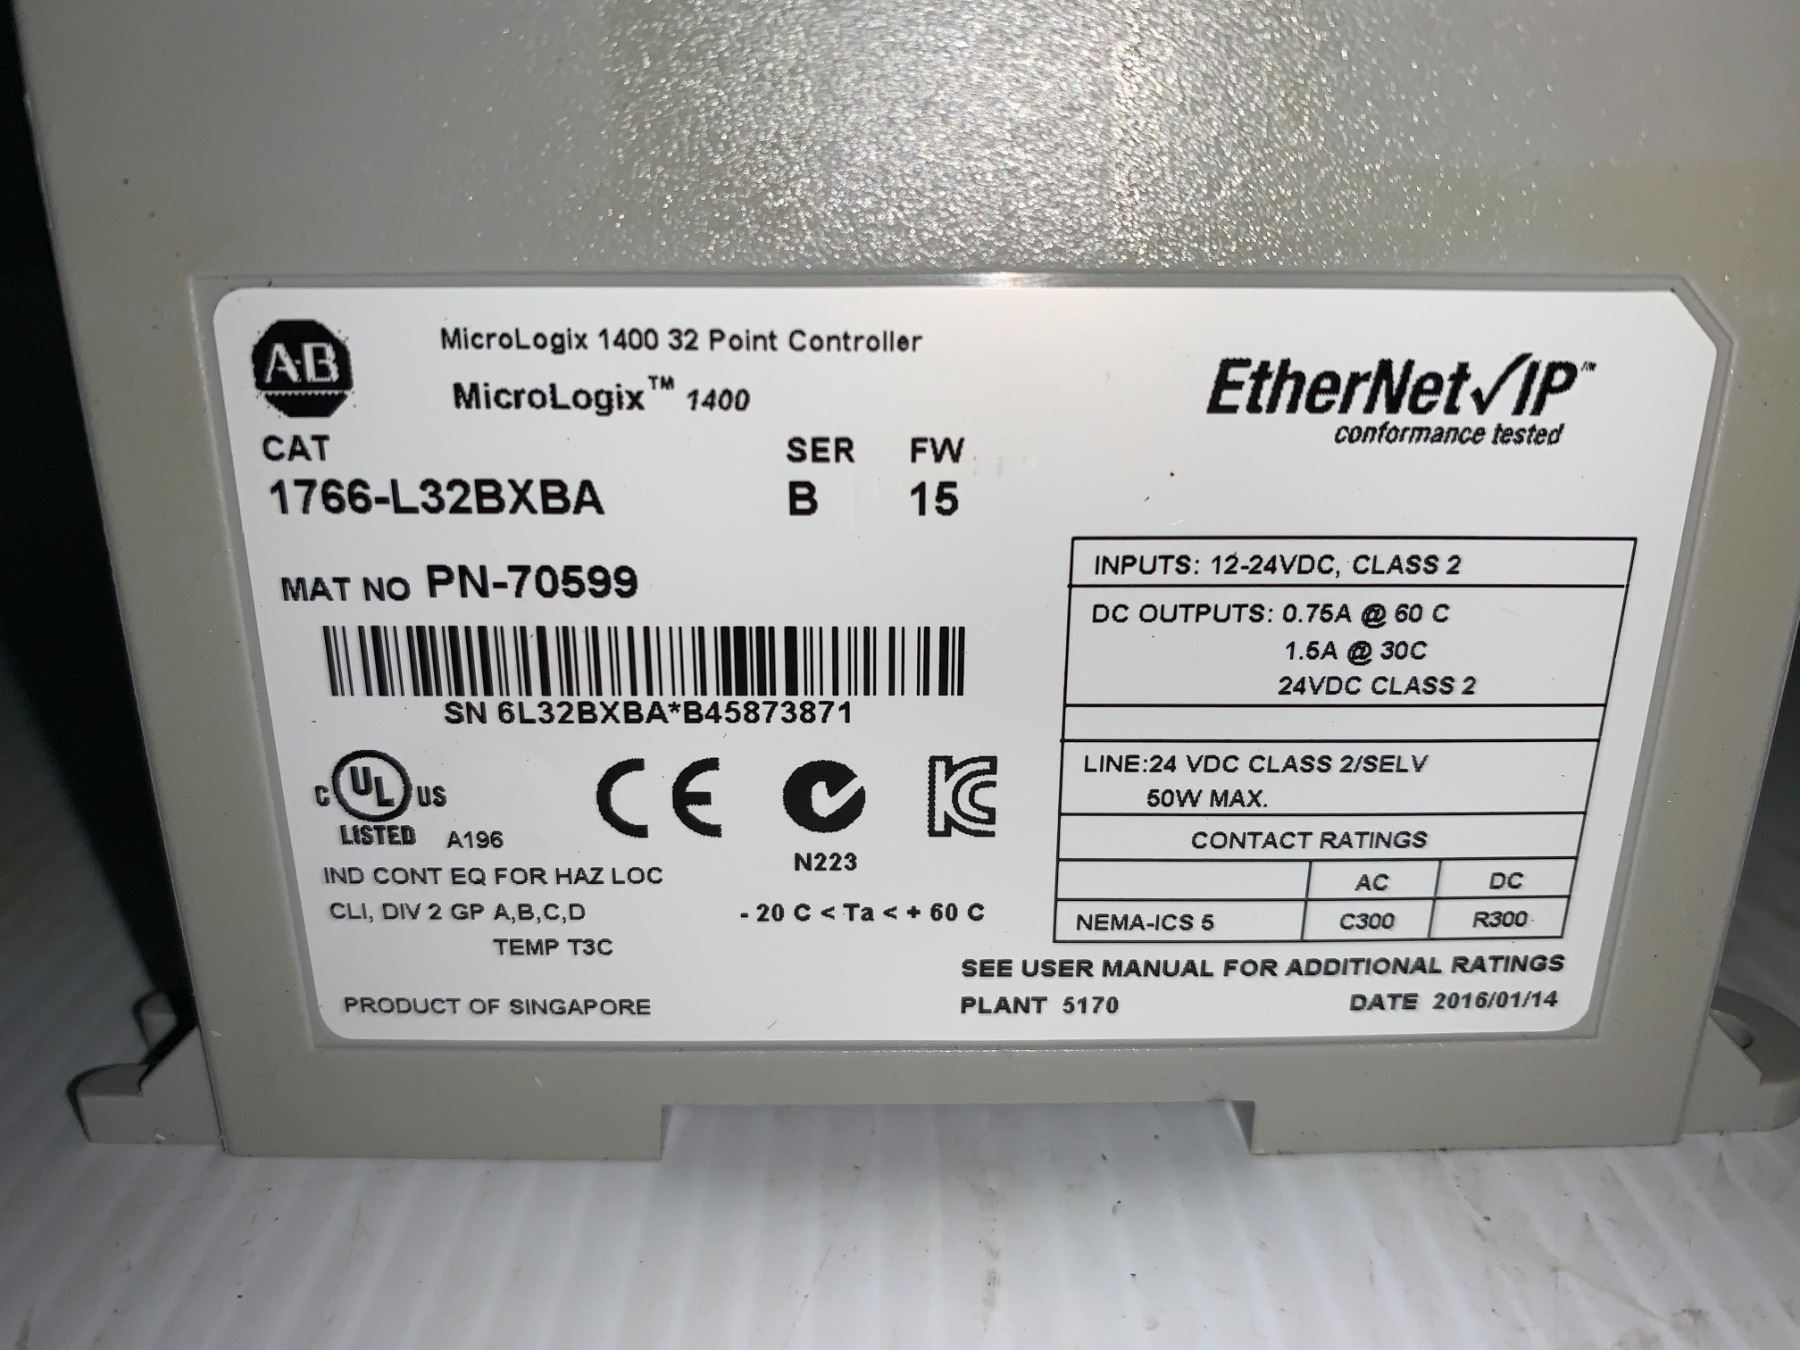 A-B
MicroLogix 1400 32 Point Controller
MicroLogix™ 1400
EtherNet/IP™
conformance tested
CAT SER FW
1766-L32BXBA B 15
MAT NO PN-70599
SN 6L32BXBA*B45873871
INPUTS: 12-24VDC, CLASS 2
DC OUTPUTS: 0.75A @ 60 C
1.5A @ 30C
24VDC CLASS 2
LINE:24 VDC CLASS 2/SELV
50W MAX.
CONTACT RATINGS
AC DC
NEMA-ICS 5 C300 R300
C UL US
LISTED A196
CE
N223
KC
IND CONT EQ FOR HAZ LOC
CLI, DIV 2 GP A,B,C,D
TEMP T3C
- 20 C < Ta < + 60 C
SEE USER MANUAL FOR ADDITIONAL RATINGS
PRODUCT OF SINGAPORE
PLANT 5170
DATE 2016/01/14